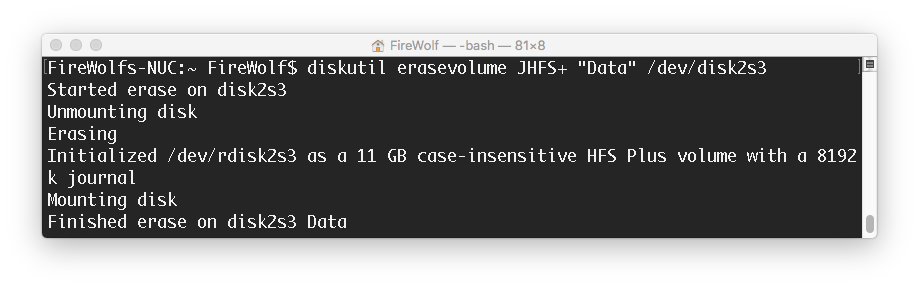 FireWolf — -bash — 81×8
[FireWolfs-NUC:~ FireWolf$ diskutil erasevolume JHFS+ "Data" /dev/disk2s3 ]
Started erase on disk2s3
Unmounting disk
Erasing
Initialized /dev/rdisk2s3 as a 11 GB case-insensitive HFS Plus volume with a 8192
k journal
Mounting disk
Finished erase on disk2s3 Data